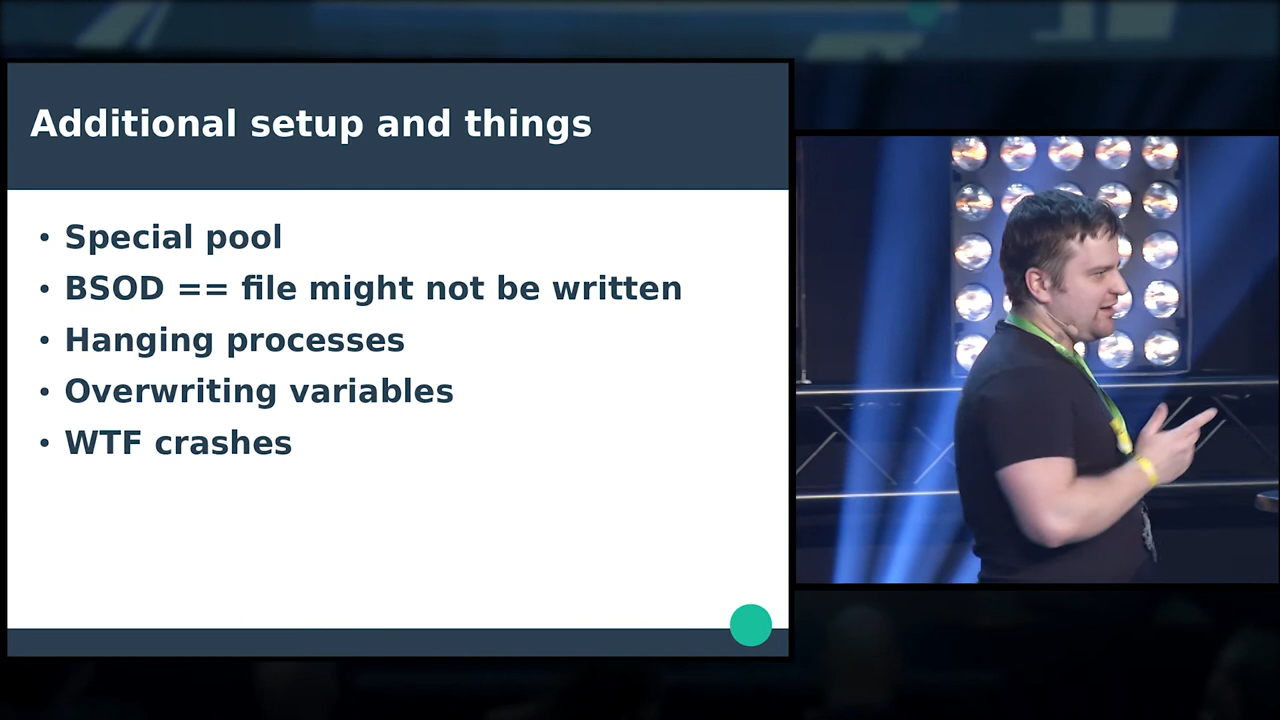 Additional setup and things
• Special pool
• BSOD == file might not be written
• Hanging processes
• Overwriting variables
• WTF crashes